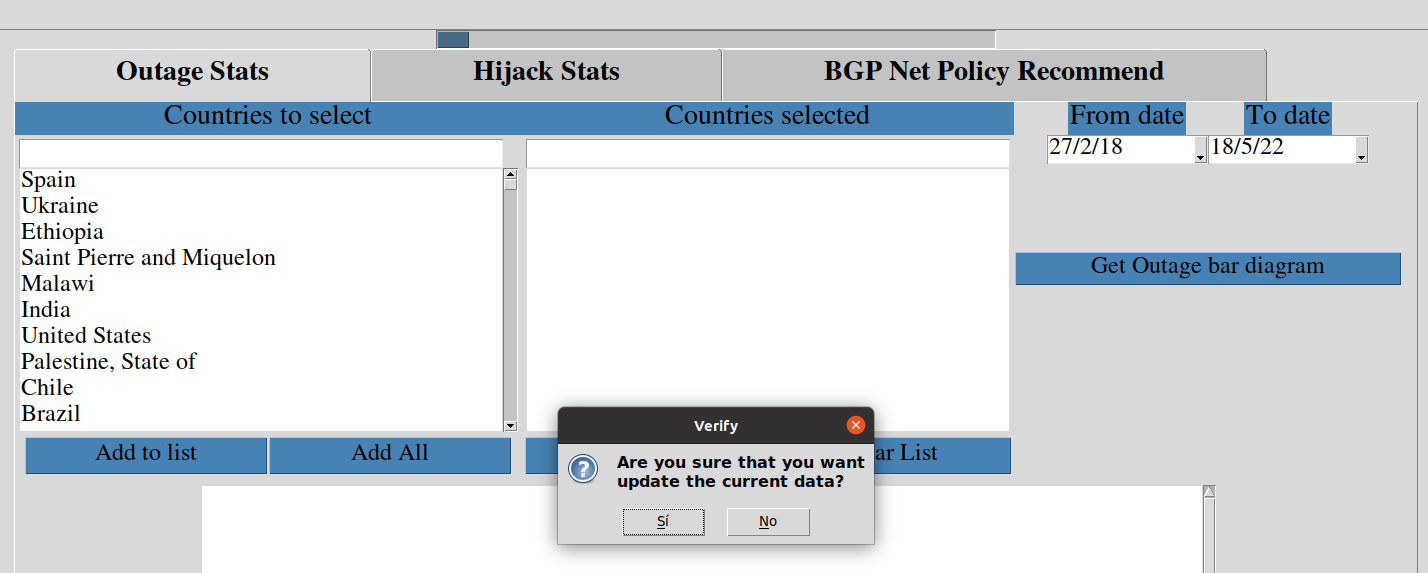 Outage Stats
Hijack Stats
BGP Net Policy Recommend
Countries to select
Countries selected
From date
To date
27/2/18
18/5/22
Spain
Ukraine
Ethiopia
Saint Pierre and Miquelon
Malawi
India
United States
Palestine, State of
Chile
Brazil
Get Outage bar diagram
Add to list
Add All
List
Verify
Are you sure that you want
update the current data?
Sí
No